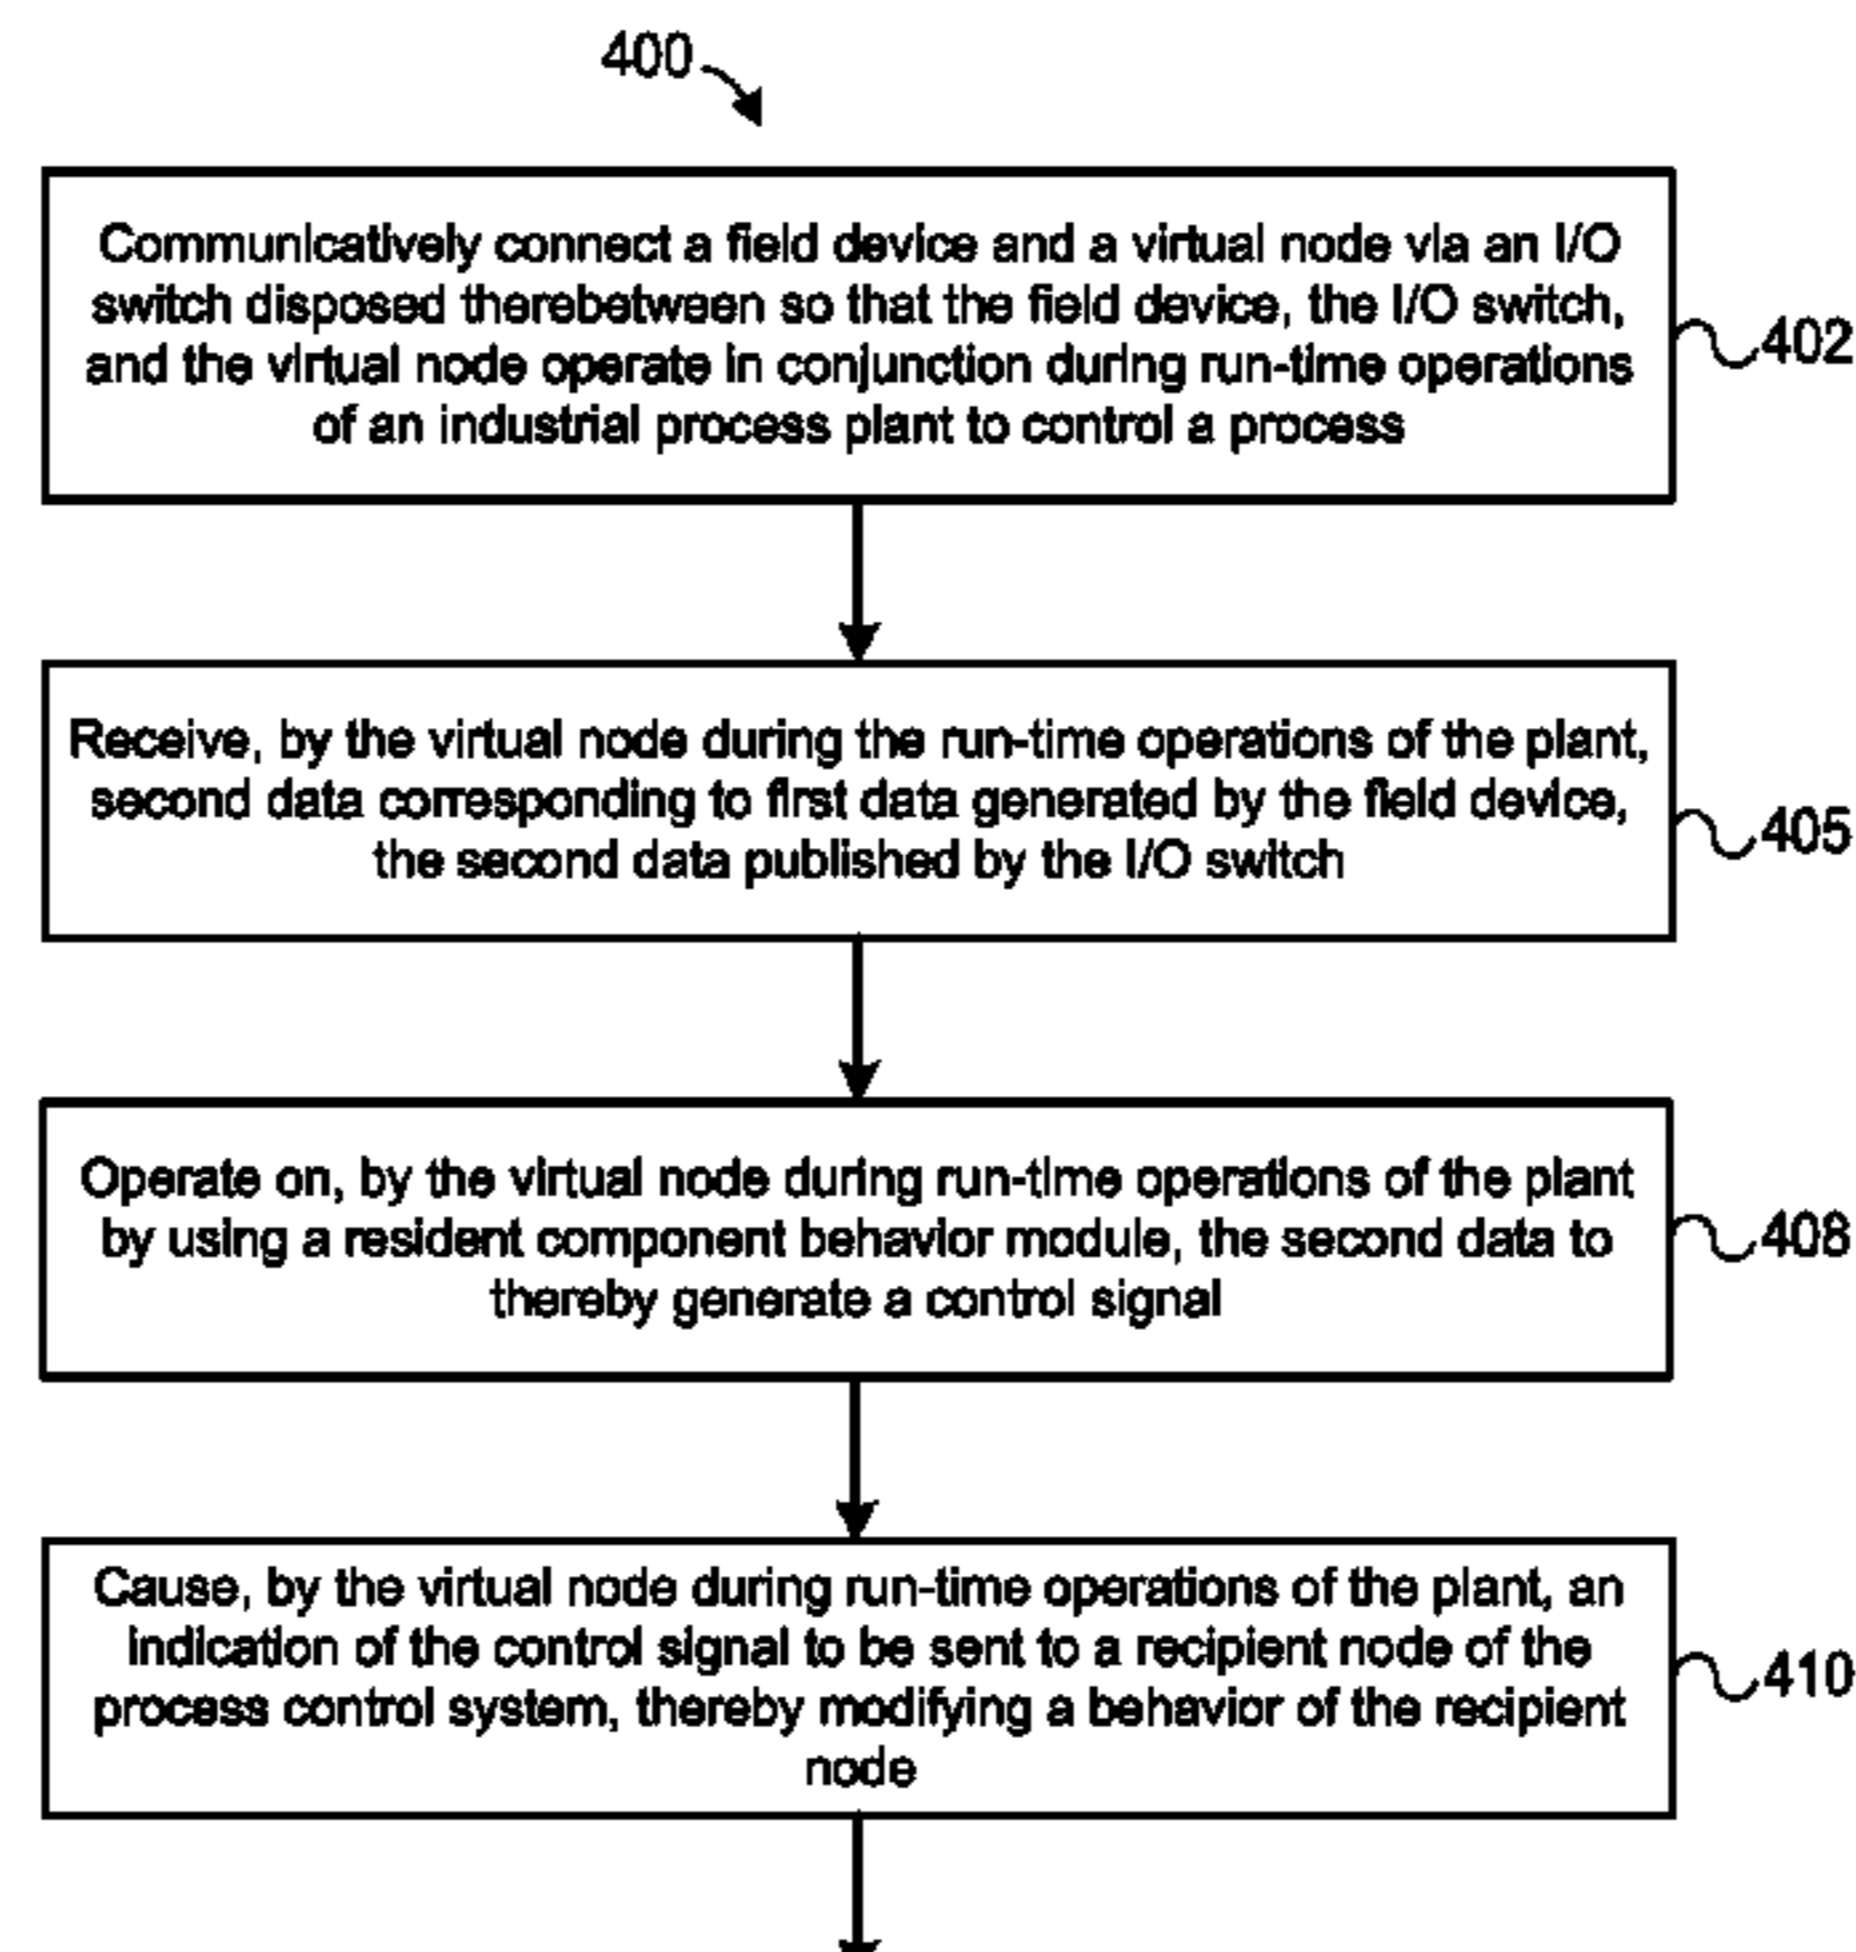 400
Communicatively connect a field device and a virtual node via an I/O
switch disposed therebetween so that the field device, the I/O switch,
and the virtual node operate in conjunction during run-time operations
of an industrial process plant to control a process
402
Receive, by the virtual node during the run-time operations of the plant,
second data corresponding to first data generated by the field device,
the second data published by the I/O switch
405
Operate on, by the virtual node during run-time operations of the plant
by using a resident component behavior module, the second data to
thereby generate a control signal
408
Cause, by the virtual node during run-time operations of the plant, an
indication of the control signal to be sent to a recipient node of the
process control system, thereby modifying a behavior of the recipient
node
410